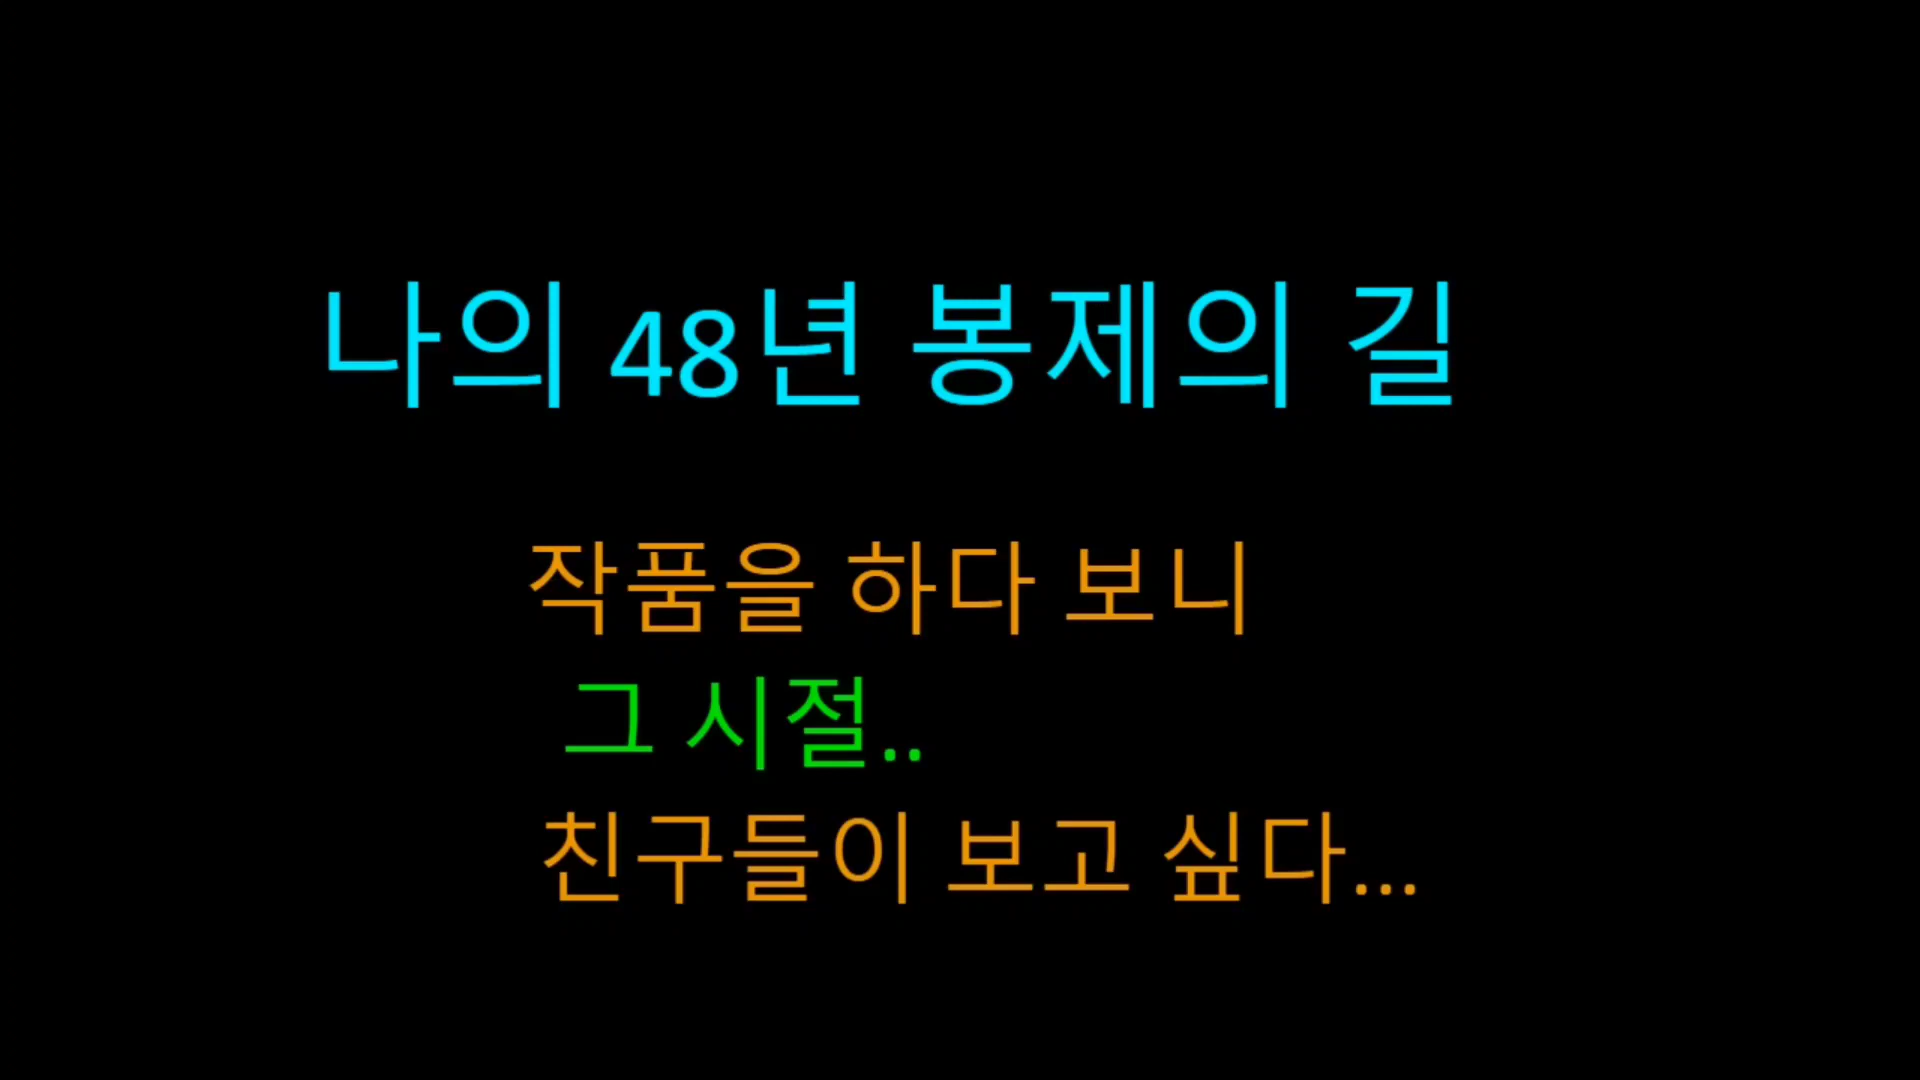 나의 48년 봉제의 길
작품을 하다 보니
그 시절..
친구들이 보고 싶다...